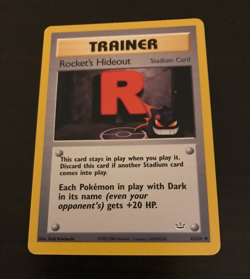 TRAINER
Rocket's Hideout Stadium Card
R
This card stays in play when you play it.
Discard this card if another Stadium card
comes into play.
Each Pokémon in play with Dark
in its name (even your
opponent's) gets +20 HP.